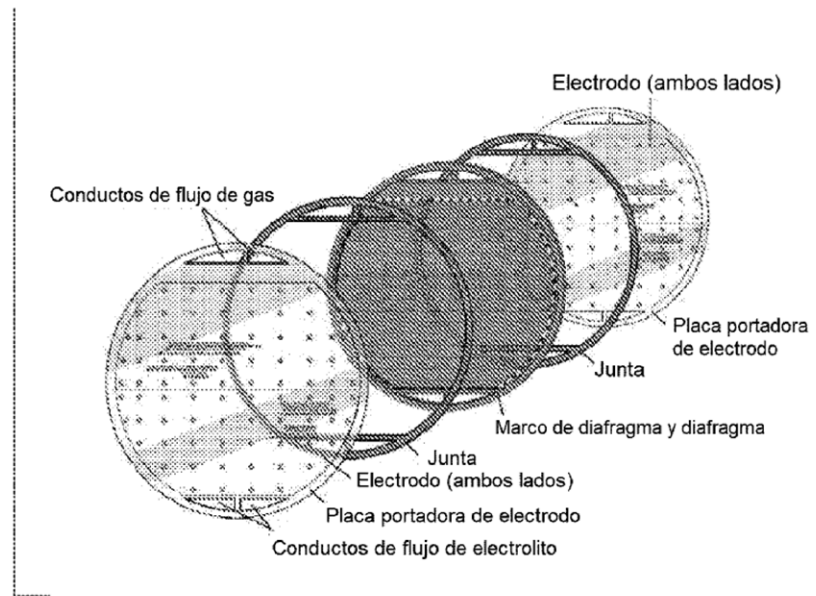 Electrodo (ambos lados)
Conductos de flujo de gas
Placa portadora
de electrodo
Junta
Marco de diafragma y diafragma
Junta
Electrodo (ambos lados)
Placa portadora de electrodo
Conductos de flujo de electrolito